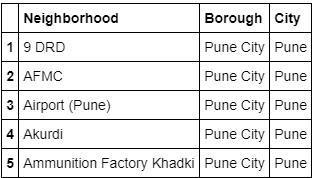 Neighborhood Borough City
1 9 DRD Pune City Pune
2 AFMC Pune City Pune
3 Airport (Pune) Pune City Pune
4 Akurdi Pune City Pune
5 Ammunition Factory Khadki Pune City Pune